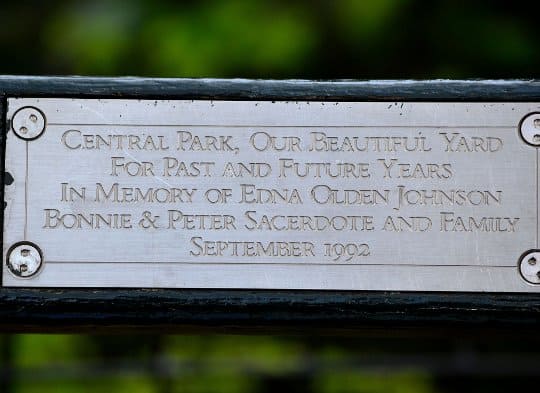 Central Park, Our Beautiful Yard
For Past and Future Years
In Memory of Edna Olden Johnson
Bonnie & Peter Sacerdote and Family
September 1992